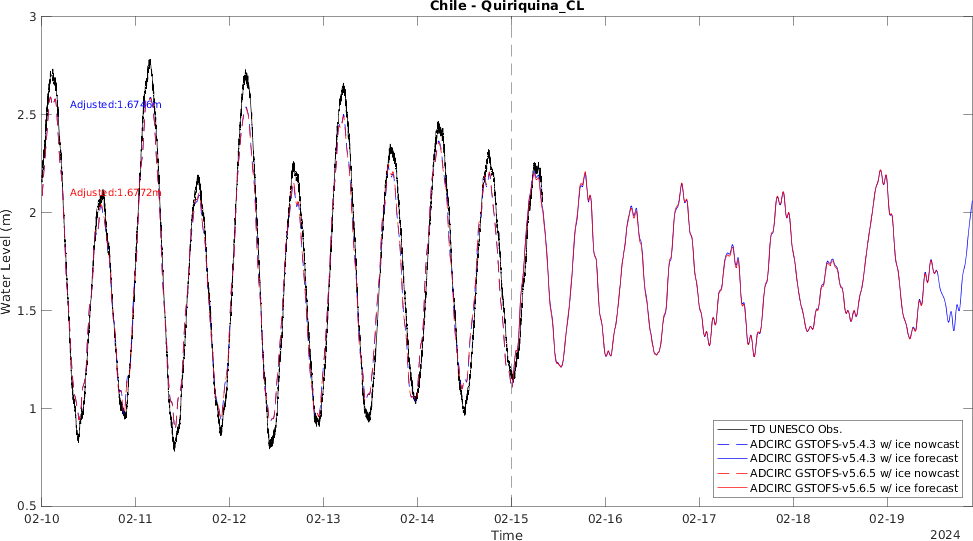 Chile - Quiriquina_CL
3
2.5
2
1.5
1
0.5
Water Level (m)
Adjusted:1.6746m
Adjusted:1.6772m
TD UNESCO Obs.
ADCIRC GSTOFS-v5.4.3 w/ ice nowcast
ADCIRC GSTOFS-v5.4.3 w/ ice forecast
ADCIRC GSTOFS-v5.6.5 w/ ice nowcast
ADCIRC GSTOFS-v5.6.5 w/ ice forecast
02-10 02-11 02-12 02-13 02-14 02-15 02-16 02-17 02-18 02-19
Time
2024